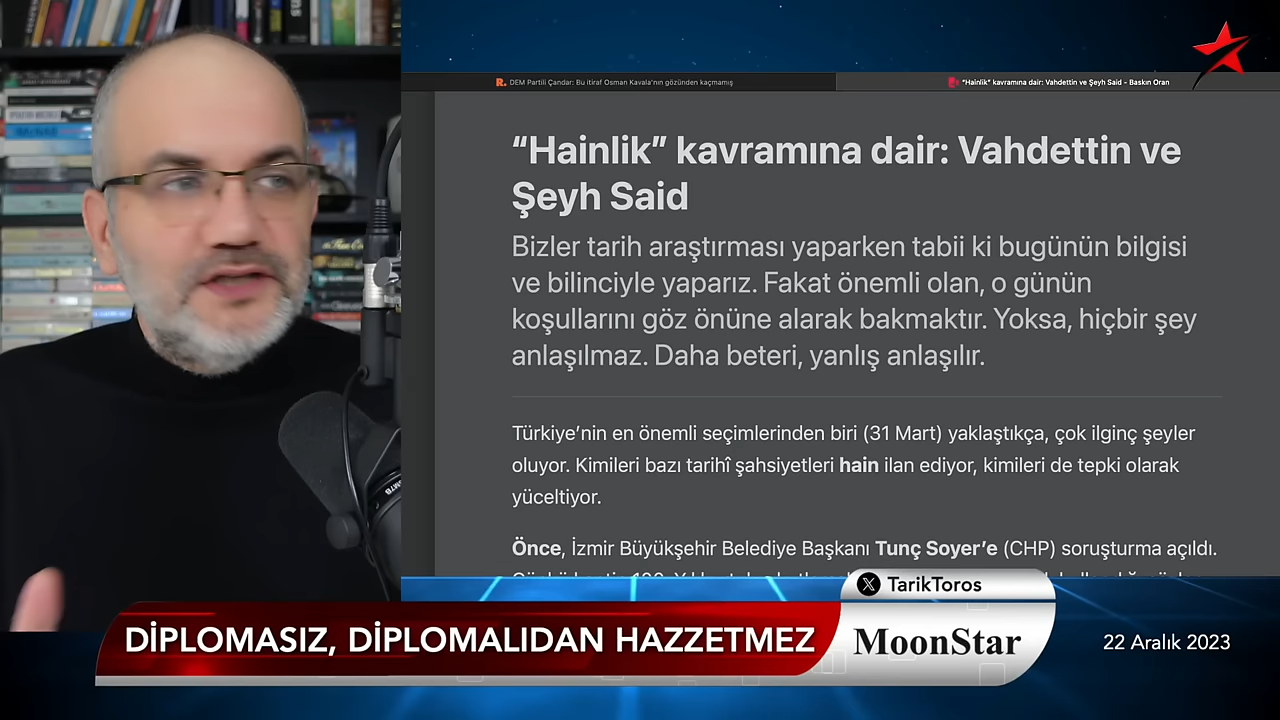 DEM Partili Çandar: Bu itiraf Osman Kavala'nın gözünden kaçmamış
"Hainlik" kavramına dair: Vahdettin ve Şeyh Said - Baskın Oran
“Hainlik” kavramına dair: Vahdettin ve
Şeyh Said
Bizler tarih araştırması yaparken tabii ki bugünün bilgisi
ve bilinciyle yaparız. Fakat önemli olan, o günün
koşullarını göz önüne alarak bakmaktır. Yoksa, hiçbir şey
anlaşılmaz. Daha beteri, yanlış anlaşılır.
Türkiye’nin en önemli seçimlerinden biri (31 Mart) yaklaştıkça, çok ilginç şeyler
oluyor. Kimileri bazı tarihî şahsiyetleri hain ilan ediyor, kimileri de tepki olarak
yüceltiyor.
Önce, İzmir Büyükşehir Belediye Başkanı Tunç Soyer’e (CHP) soruşturma açıldı.
TarikToros
DİPLOMASIZ, DİPLOMALIDAN HAZZETMEZ
MoonStar
22 Aralık 2023